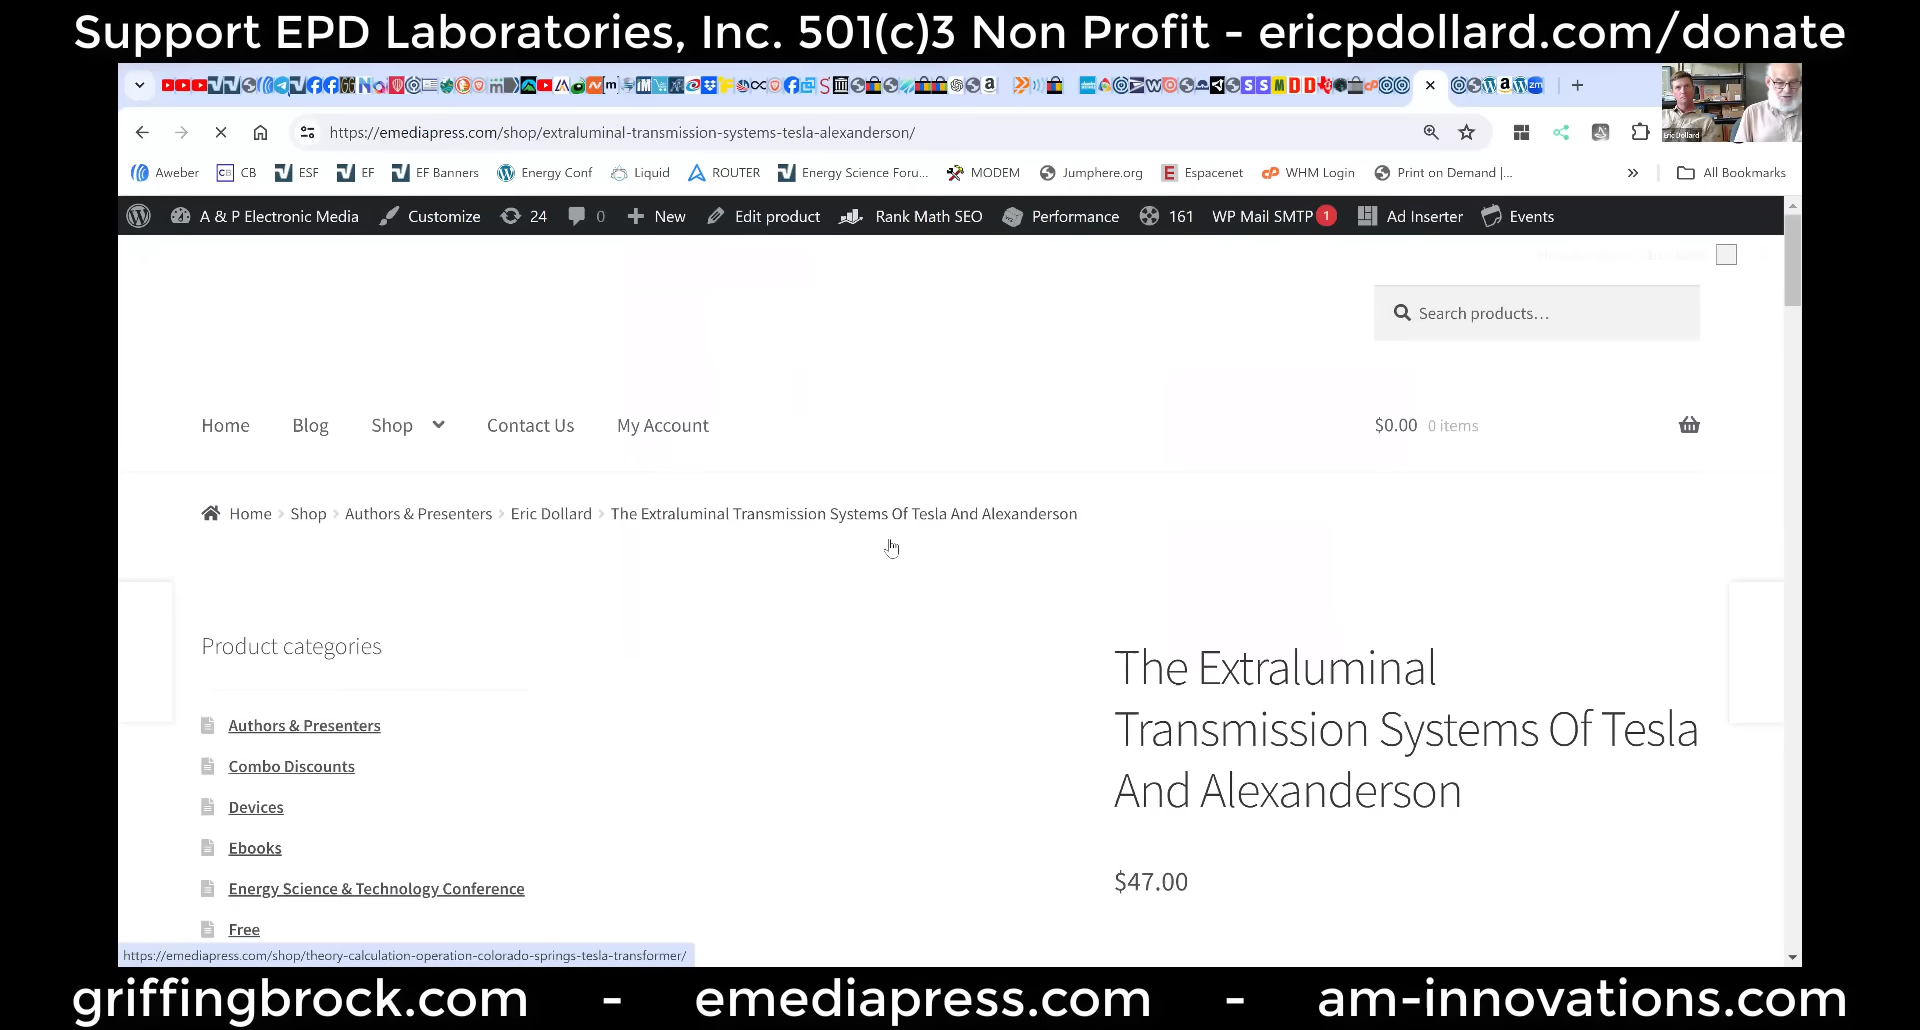 Support EPD Laboratories, Inc. 501(c)3 Non Profit - ericpdollard.com/donate
https://emediapress.com/shop/extraluminal-transmission-systems-tesla-alexanderson/
Eric Dollard
Aweber CB ESF EF EF Banners Energy Conf Liquid ROUTER Energy Science Foru... MODEM Jumphere.org Espacenet WHM Login Print on Demand |... » All Bookmarks
A & P Electronic Media Customize 24 0 New Edit product Rank Math SEO Performance 161 WP Mail SMTP 1 Ad Inserter Events
Search products...
Home Blog Shop Contact Us My Account $0.00 0 items
Home Shop Authors & Presenters Eric Dollard The Extraluminal Transmission Systems Of Tesla And Alexanderson
Product categories
Authors & Presenters
Combo Discounts
Devices
Ebooks
Energy Science & Technology Conference
Free
The Extraluminal
Transmission Systems Of Tesla
And Alexanderson
$47.00
https://emediapress.com/shop/theory-calculation-operation-colorado-springs-tesla-transformer/
griffingbrock.com - emediapress.com - am-innovations.com